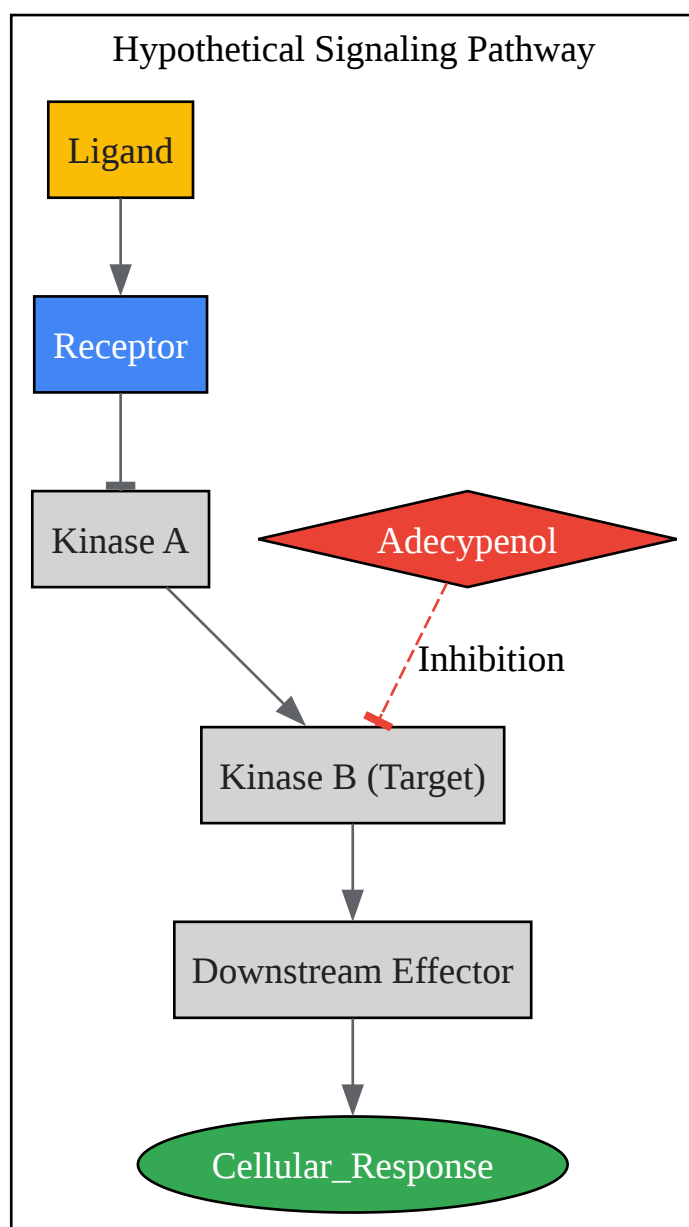 Hypothetical Signaling Pathway
Ligand
Receptor
Kinase A
Adecypenol
Inhibition
Kinase B (Target)
Downstream Effector
Cellular_Response